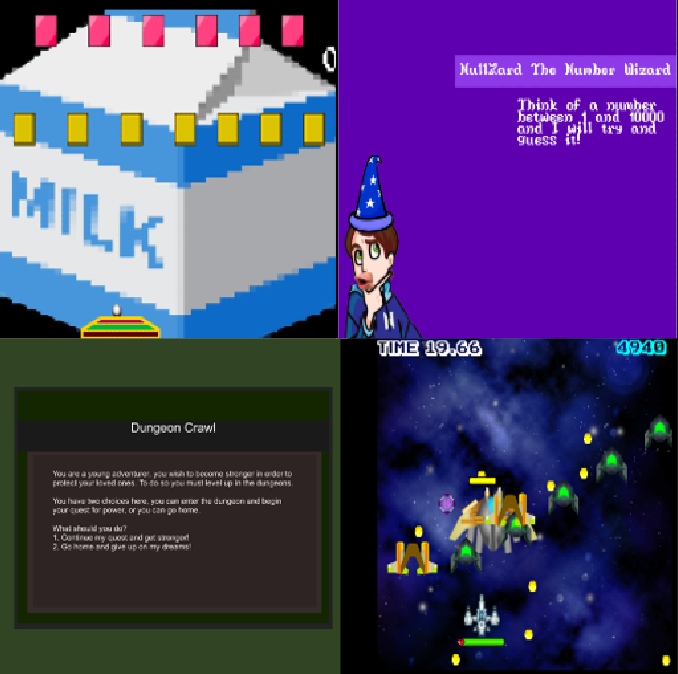 0
MILK
NullZard The Number Wizard
Think of a number
between 1 and 10000
and I will try and
guess it!
Dungeon Crawl
You are a young adventurer, you wish to become stronger in order to
protect your loved ones. To do so you must level up in the dungeons.
You have two choices here, you can enter the dungeon and begin
your quest for power, or you can go home.
What should you do?
1. Continue my quest and get stronger!
2. Go home and give up on my dreams!
TIME 19.66
4940